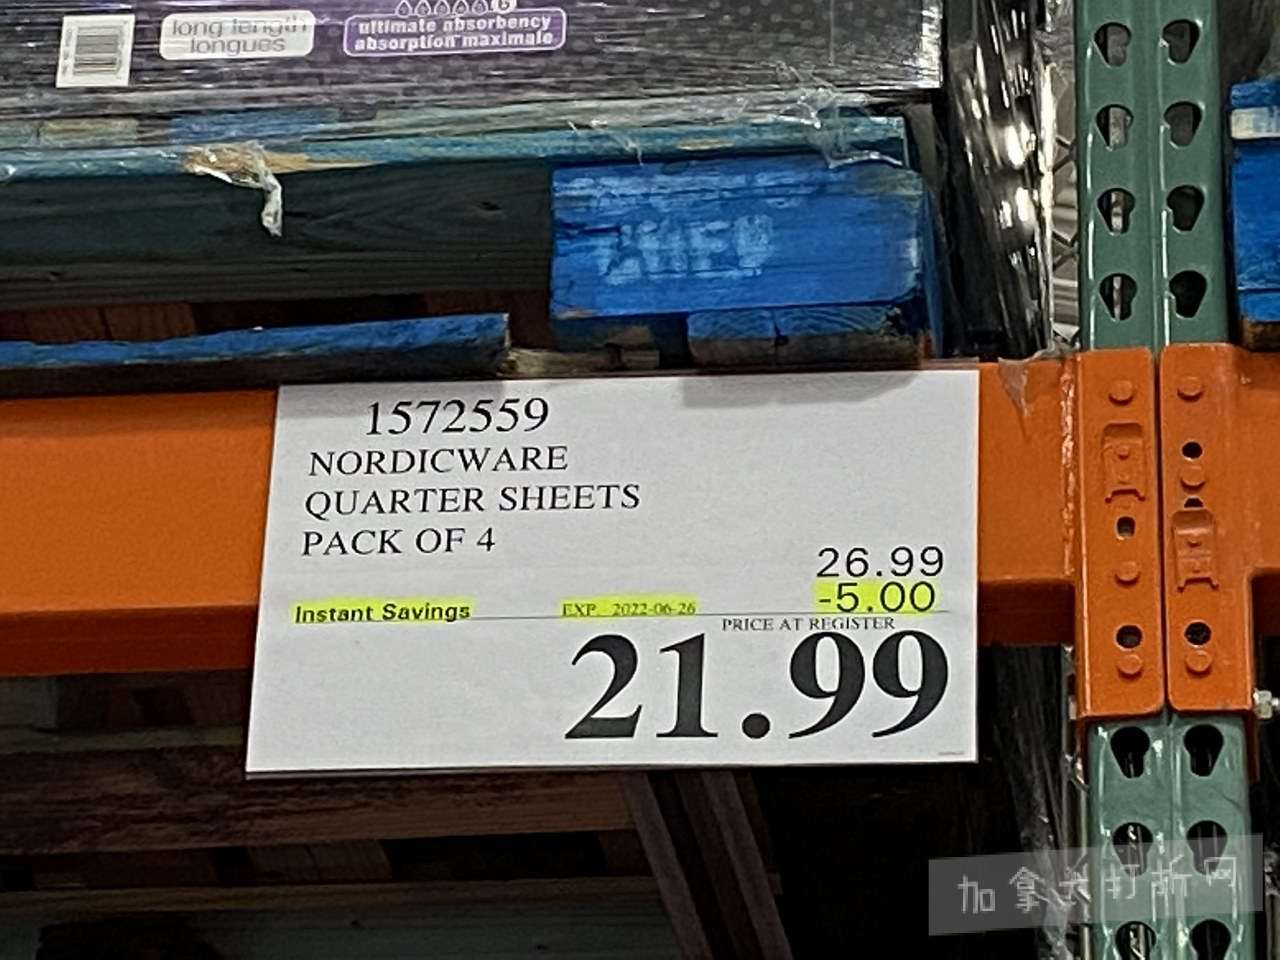 long length
longues
ultimate absorbency
absorption maximale
1572559
NORDICWARE
QUARTER SHEETS
PACK OF 4
26.99
Instant Savings EXP. 2022-06-26 -5.00
PRICE AT REGISTER
21.99
加拿大打折网